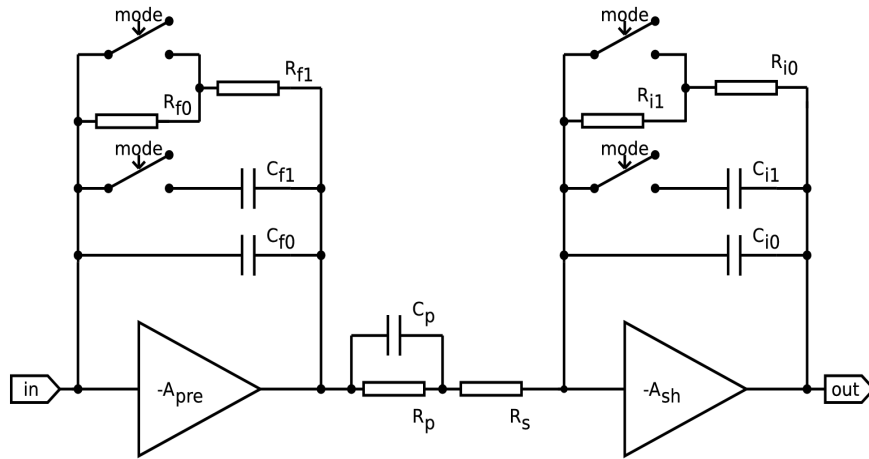 mode
mode
Rf1
Ri0
Rf0
Ri1
mode
mode
Cf1
Ci1
Cf0
Ci0
Cp
in
-Apre
-Ash
out
Rp
Rs